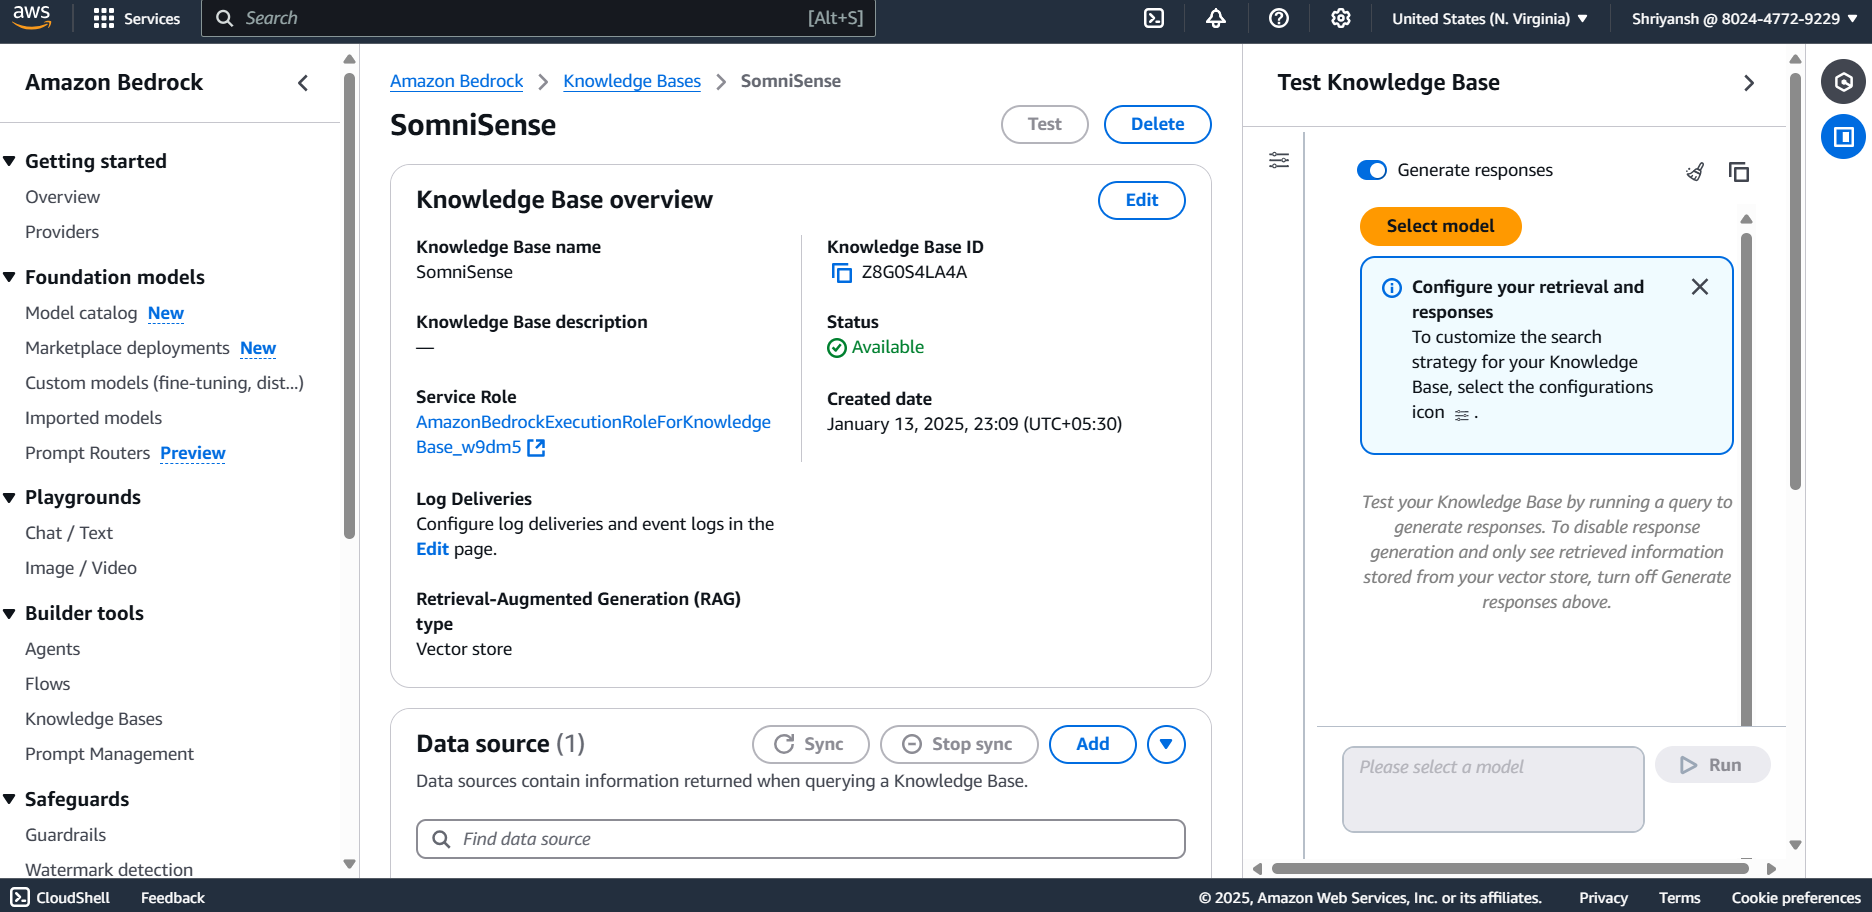 aws
Services
Search
[Alt+S]
United States (N. Virginia)
Shriyansh @ 8024-4772-9229
Amazon Bedrock
Getting started
Overview
Providers
Foundation models
Model catalog New
Marketplace deployments New
Custom models (fine-tuning, dist...)
Imported models
Prompt Routers Preview
Playgrounds
Chat / Text
Image / Video
Builder tools
Agents
Flows
Knowledge Bases
Prompt Management
Safeguards
Guardrails
Watermark detection
Amazon Bedrock
Knowledge Bases
SomniSense
SomniSense
Test
Delete
Knowledge Base overview
Edit
Knowledge Base name
SomniSense
Knowledge Base description
—
Service Role
AmazonBedrockExecutionRoleForKnowledge
Base_w9dm5
Log Deliveries
Configure log deliveries and event logs in the
Edit page.
Retrieval-Augmented Generation (RAG)
type
Vector store
Knowledge Base ID
Z8G0S4LA4A
Status
Available
Created date
January 13, 2025, 23:09 (UTC+05:30)
Data source (1)
Sync
Stop sync
Add
Data sources contain information returned when querying a Knowledge Base.
Find data source
Test Knowledge Base
Generate responses
Select model
Configure your retrieval and
responses
To customize the search
strategy for your Knowledge
Base, select the configurations
icon .
Test your Knowledge Base by running a query to
generate responses. To disable response
generation and only see retrieved information
stored from your vector store, turn off Generate
responses above.
Please select a model
Run
CloudShell
Feedback
© 2025, Amazon Web Services, Inc. or its affiliates.
Privacy
Terms
Cookie preferences